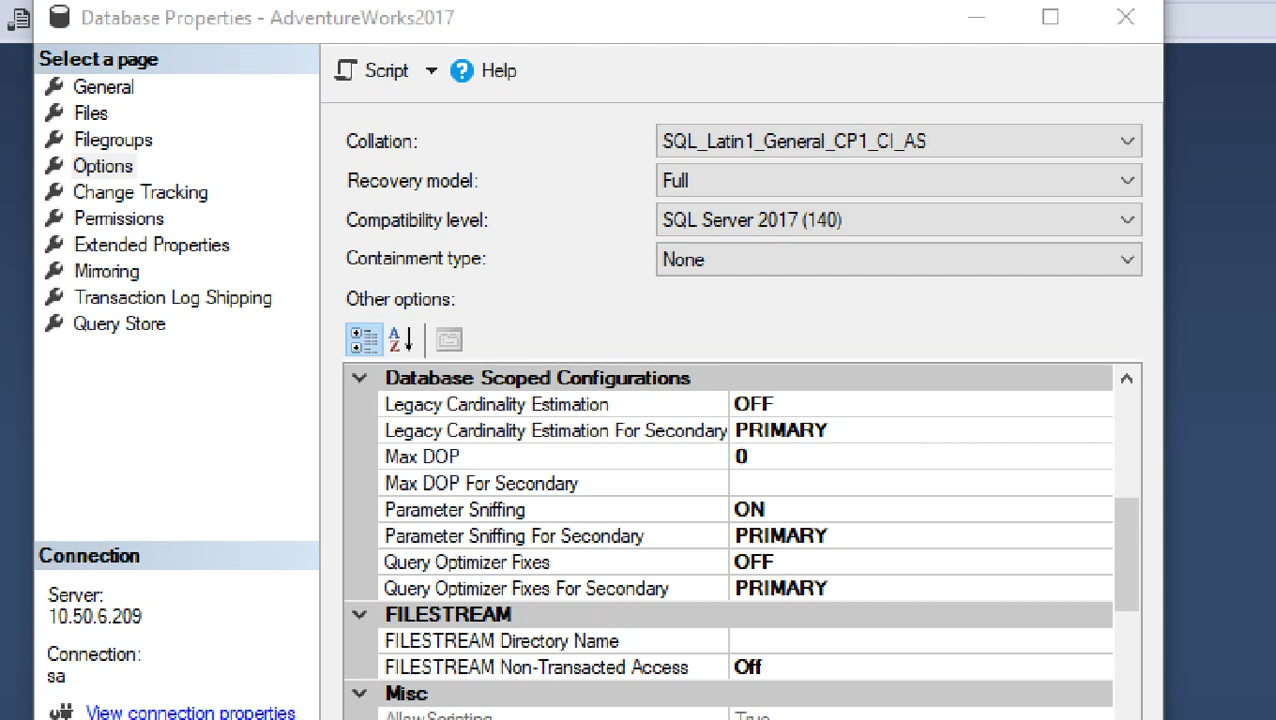 Database Properties - AdventureWorks2017
Select a page
General
Files
Filegroups
Options
Change Tracking
Permissions
Extended Properties
Mirroring
Transaction Log Shipping
Query Store
Connection
Server:
10.50.6.209
Connection:
sa
View connection properties
Script
Help
Collation: SQL_Latin1_General_CP1_CI_AS
Recovery model: Full
Compatibility level: SQL Server 2017 (140)
Containment type: None
Other options:
Database Scoped Configurations
Legacy Cardinality Estimation OFF
Legacy Cardinality Estimation For Secondary PRIMARY
Max DOP 0
Max DOP For Secondary
Parameter Sniffing ON
Parameter Sniffing For Secondary PRIMARY
Query Optimizer Fixes OFF
Query Optimizer Fixes For Secondary PRIMARY
FILESTREAM
FILESTREAM Directory Name
FILESTREAM Non-Transacted Access Off
Misc
AllowScripting True